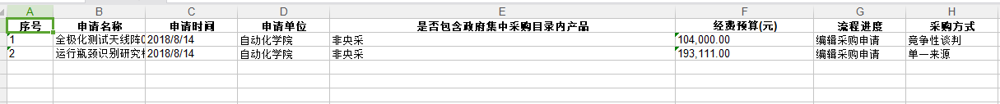 A B C D E F G H
序号 申请名称 申请时间 申请单位 是否包含政府集中采购目录内产品 经费预算(元) 流程进度 采购方式
1 全极化测试天线阵 2018/8/14 自动化学院 非央采 104,000.00 编辑采购申请 竞争性谈判
2 运行瓶颈识别研究 2018/8/14 自动化学院 非央采 193,111.00 编辑采购申请 单一来源